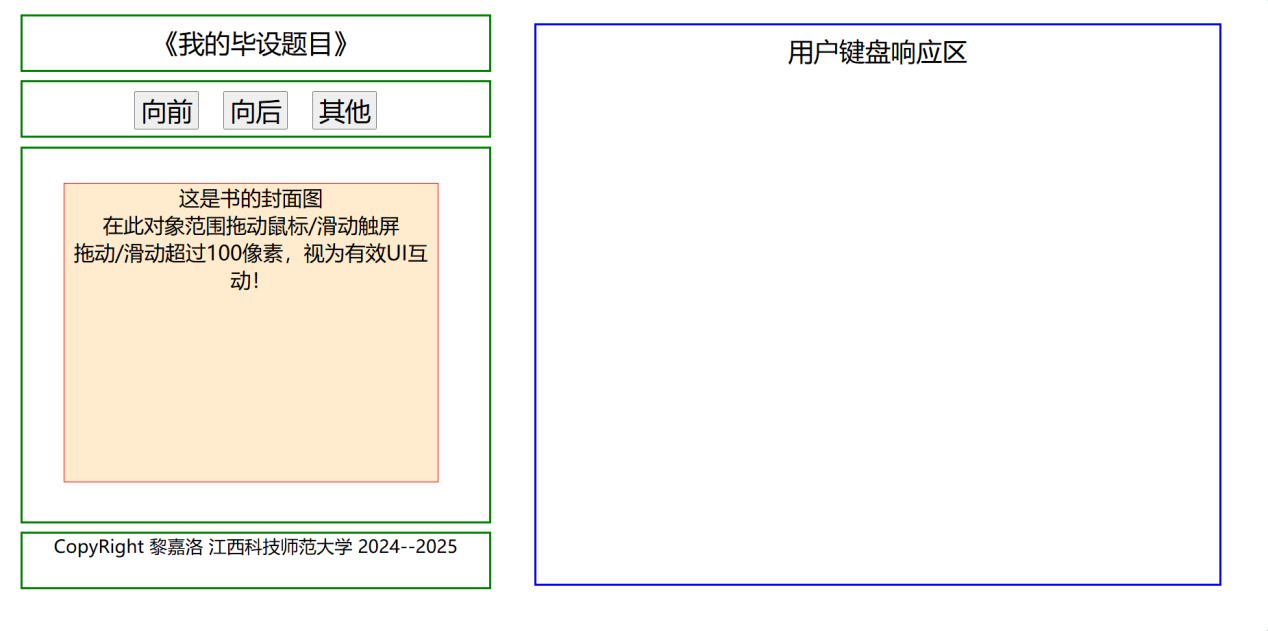 《我的毕设题目》
向前 向后 其他
这是书的封面图
在此对象范围拖动鼠标/滑动触屏
拖动/滑动超过100像素，视为有效UI互
动！
CopyRight 黎嘉洛 江西科技师范大学 2024--2025
用户键盘响应区